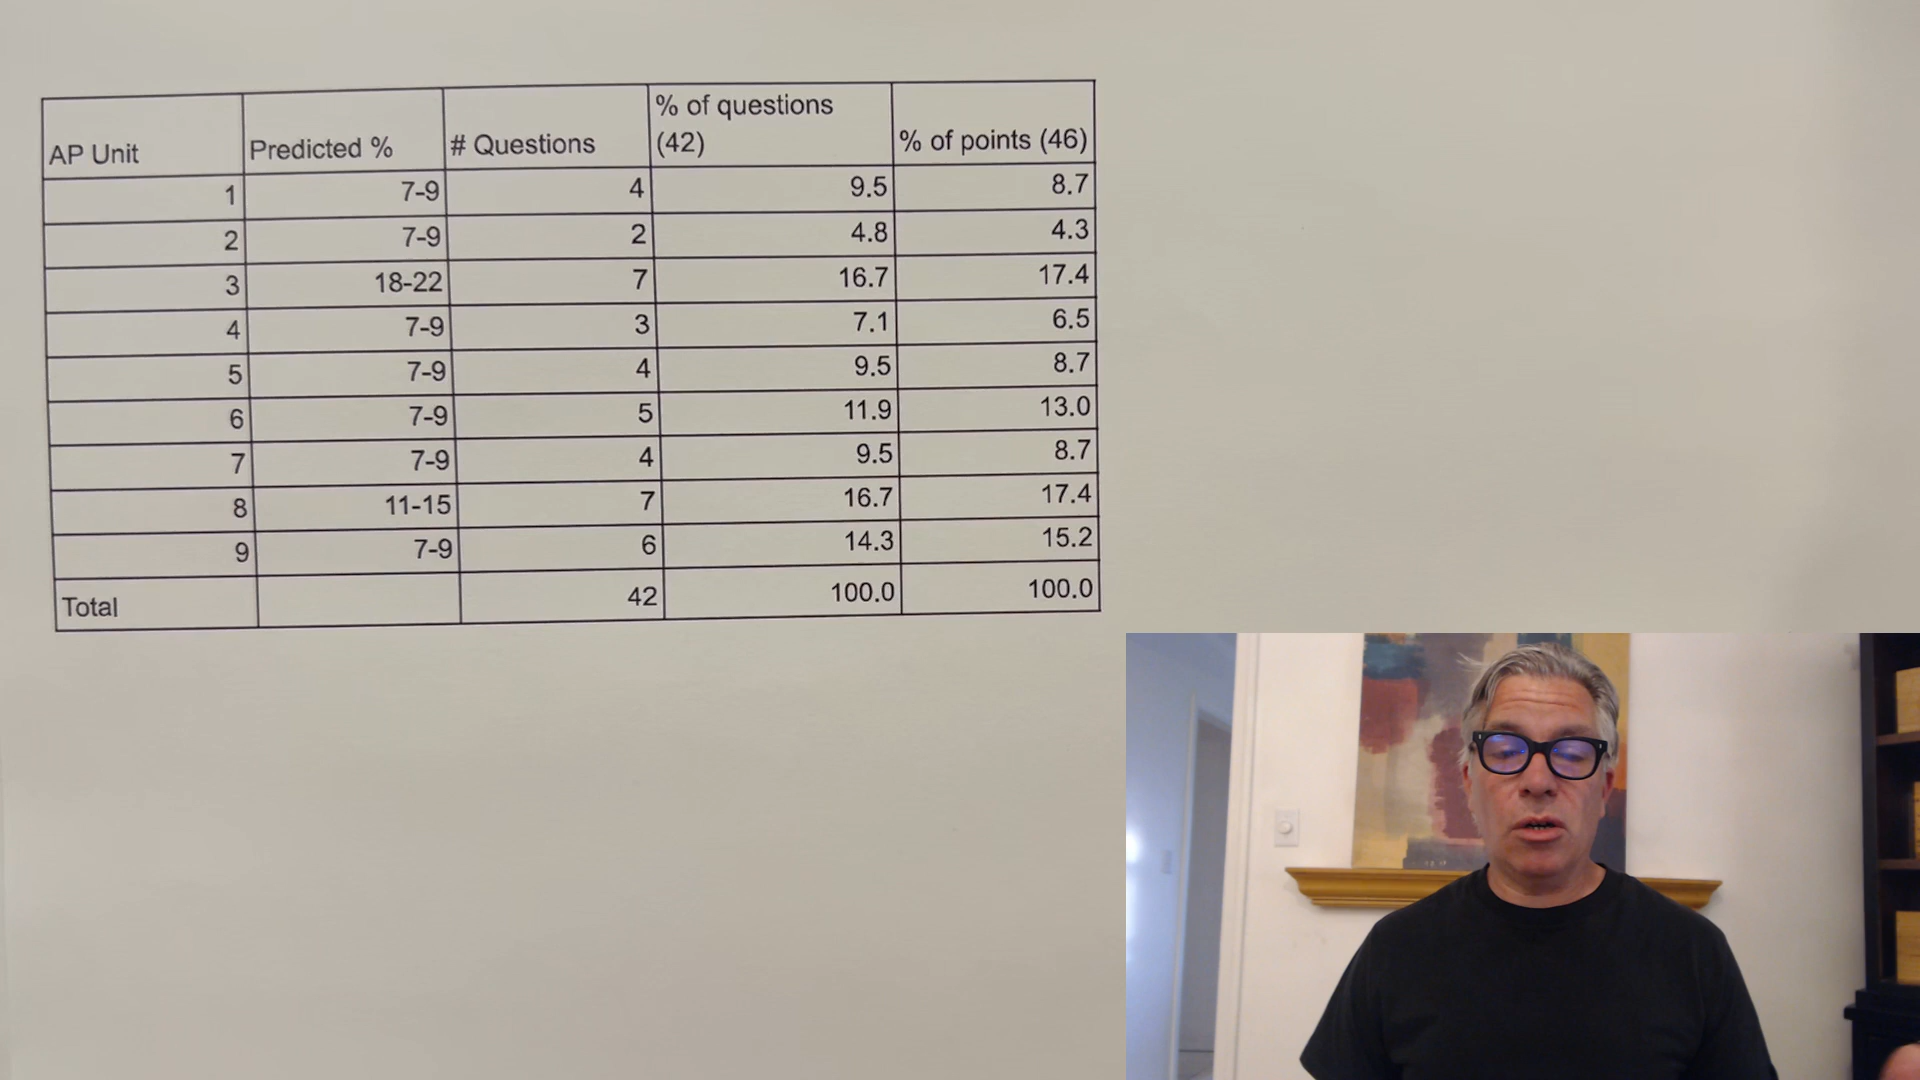 AP Unit Predicted % # Questions % of questions (42) % of points (46)
1 7-9 4 9.5 8.7
2 7-9 2 4.8 4.3
3 18-22 7 16.7 17.4
4 7-9 3 7.1 6.5
5 7-9 4 9.5 8.7
6 7-9 5 11.9 13.0
7 7-9 4 9.5 8.7
8 11-15 7 16.7 17.4
9 7-9 6 14.3 15.2
Total 42 100.0 100.0